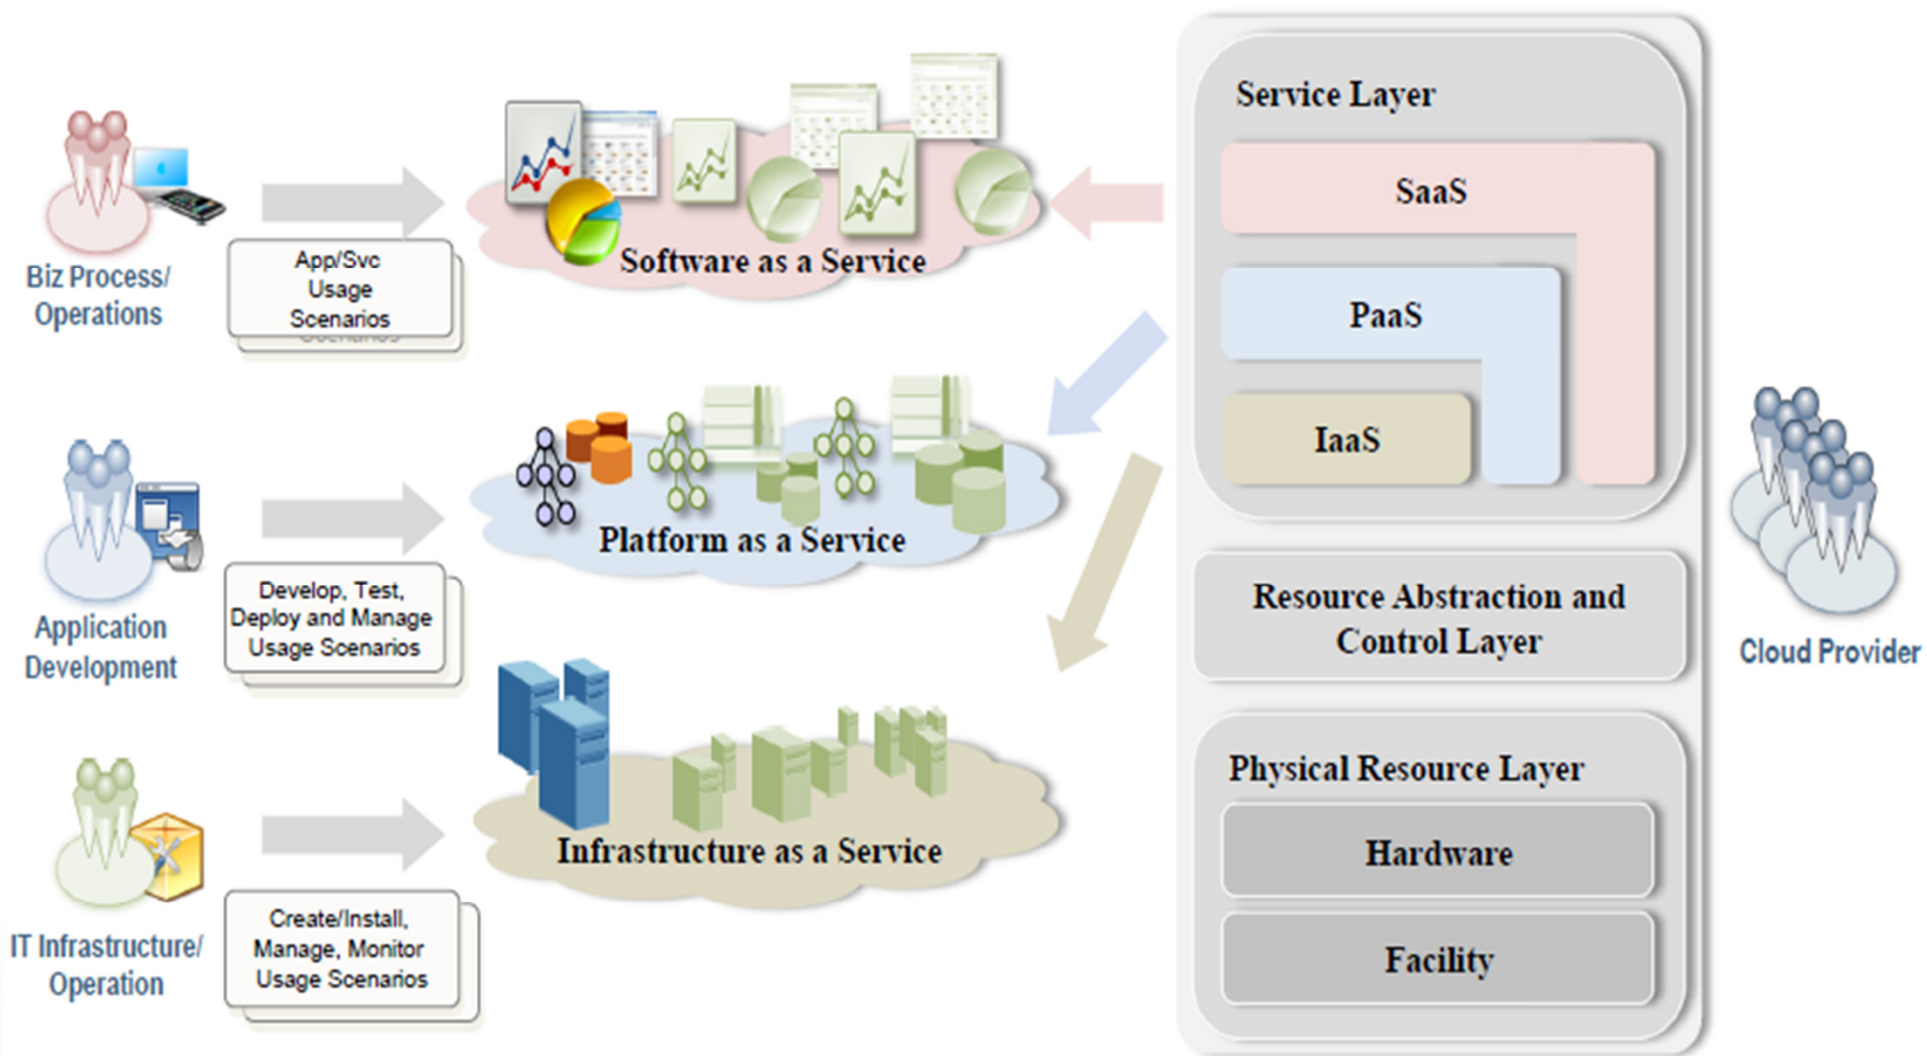 Biz Process/
Operations
App/Svc
Usage
Scenarios
Scenarios
Software as a Service
Application
Development
Develop, Test,
Deploy and Manage
Usage Scenarios
Platform as a Service
IT Infrastructure/
Operation
Create/Install,
Manage, Monitor
Usage Scenarios
Infrastructure as a Service
Service Layer
SaaS
PaaS
IaaS
Resource Abstraction and
Control Layer
Physical Resource Layer
Hardware
Facility
Cloud Provider